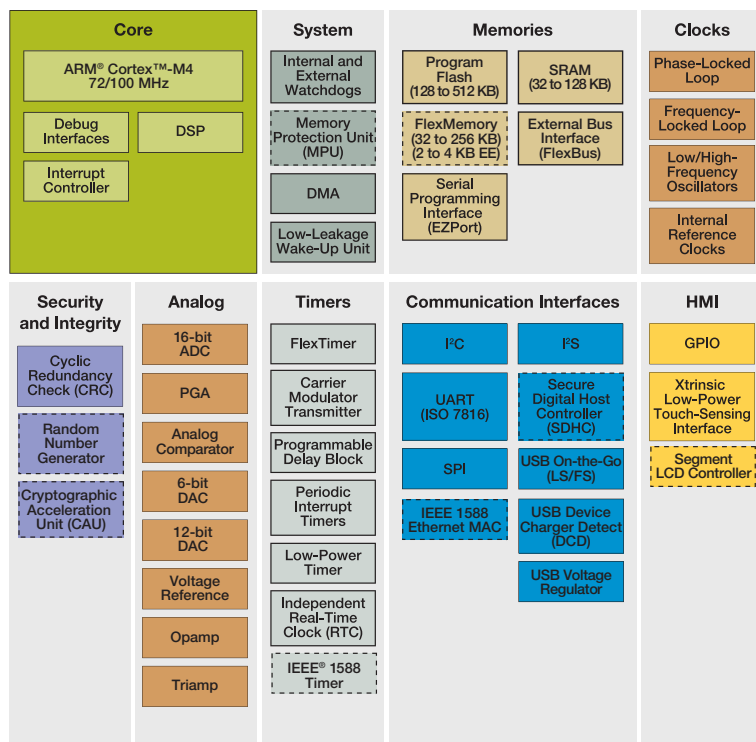 Core
ARM® Cortex™-M4
72/100 MHz
Debug
Interfaces
DSP
Interrupt
Controller
System
Internal and
External
Watchdogs
Memory
Protection Unit
(MPU)
DMA
Low-Leakage
Wake-Up Unit
Memories
Program
Flash
(128 to 512 KB)
SRAM
(32 to 128 KB)
FlexMemory
(32 to 256 KB)
(2 to 4 KB EE)
External Bus
Interface
(FlexBus)
Serial
Programming
Interface
(EZPort)
Clocks
Phase-Locked
Loop
Frequency-
Locked Loop
Low/High-
Frequency
Oscillators
Internal
Reference
Clocks
Security
and Integrity
Cyclic
Redundancy
Check (CRC)
Random
Number
Generator
Cryptographic
Acceleration
Unit (CAU)
Analog
16-bit
ADC
PGA
Analog
Comparator
6-bit
DAC
12-bit
DAC
Voltage
Reference
Opamp
Triamp
Timers
FlexTimer
Carrier
Modulator
Transmitter
Programmable
Delay Block
Periodic
Interrupt
Timers
Low-Power
Timer
Independent
Real-Time
Clock (RTC)
IEEE® 1588
Timer
Communication Interfaces
I²C
I²S
UART
(ISO 7816)
Secure
Digital Host
Controller
(SDHC)
SPI
USB On-the-Go
(LS/FS)
IEEE 1588
Ethernet MAC
USB Device
Charger Detect
(DCD)
USB Voltage
Regulator
HMI
GPIO
Xtrinsic
Low-Power
Touch-Sensing
Interface
Segment
LCD Controller